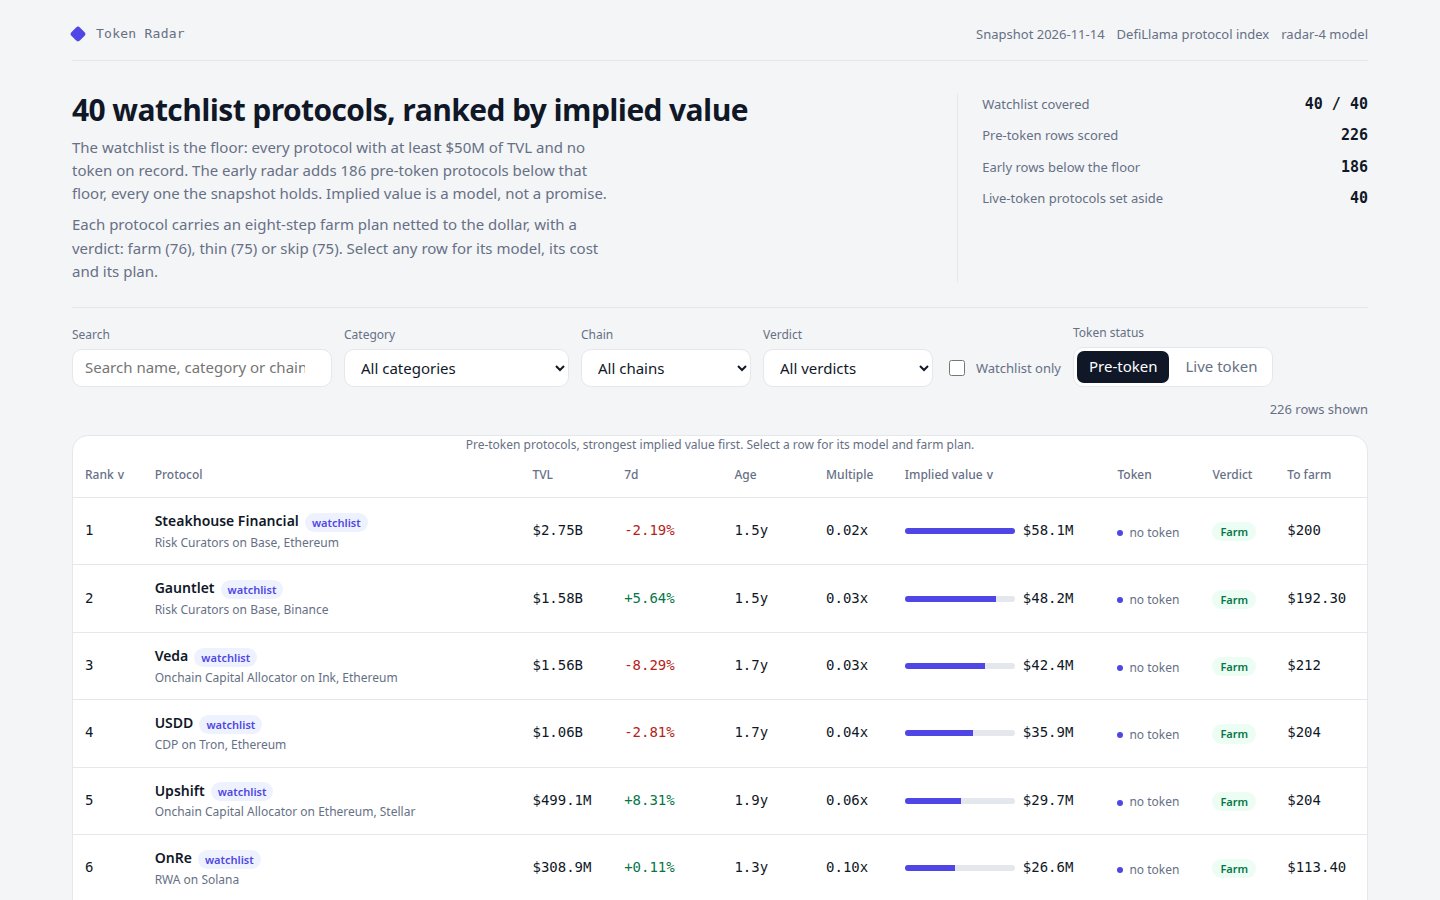 Token Radar
Snapshot 2026-11-14 DefiLlama protocol index radar-4 model
40 watchlist protocols, ranked by implied value
The watchlist is the floor: every protocol with at least $50M of TVL and no
token on record. The early radar adds 186 pre-token protocols below that
floor, every one the snapshot holds. Implied value is a model, not a promise.
Each protocol carries an eight-step farm plan netted to the dollar, with a
verdict: farm (76), thin (75) or skip (75). Select any row for its model, its cost
and its plan.
Watchlist covered 40 / 40
Pre-token rows scored 226
Early rows below the floor 186
Live-token protocols set aside 40
Search Category Chain Verdict Token status
Search name, category or chain All categories All chains All verdicts Watchlist only Pre-token Live token
226 rows shown
Pre-token protocols, strongest implied value first. Select a row for its model and farm plan.
Rank v Protocol TVL 7d Age Multiple Implied value v Token Verdict To farm
1 Steakhouse Financial watchlist $2.75B -2.19% 1.5y 0.02x $58.1M no token Farm $200
Risk Curators on Base, Ethereum
2 Gauntlet watchlist $1.58B +5.64% 1.5y 0.03x $48.2M no token Farm $192.30
Risk Curators on Base, Binance
3 Veda watchlist $1.56B -8.29% 1.7y 0.03x $42.4M no token Farm $212
Onchain Capital Allocator on Ink, Ethereum
4 USDD watchlist $1.06B -2.81% 1.7y 0.04x $35.9M no token Farm $204
CDP on Tron, Ethereum
5 Upshift watchlist $499.1M +8.31% 1.9y 0.06x $29.7M no token Farm $204
Onchain Capital Allocator on Ethereum, Stellar
6 OnRe watchlist $308.9M +0.11% 1.3y 0.10x $26.6M no token Farm $113.40
RWA on Solana